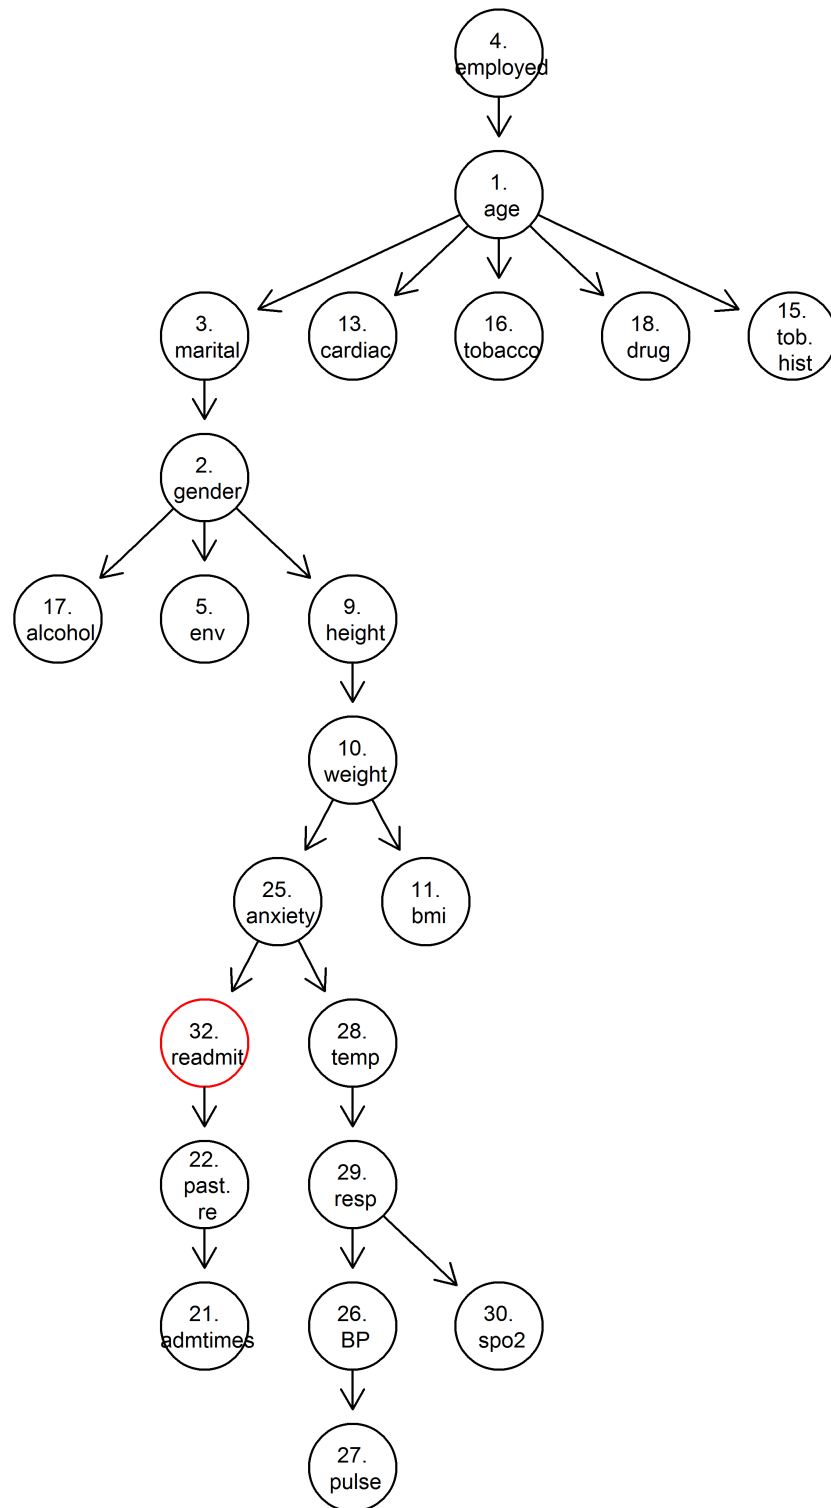 4.
employed
1.
age
3.
marital
13.
cardiac
16.
tobacco
18.
drug
15.
tob.
hist
2.
gender
17.
alcohol
5.
env
9.
height
10.
weight
25.
anxiety
11.
bmi
32.
readmit
28.
temp
22.
past.
re
29.
resp
21.
admtimes
26.
BP
30.
spo2
27.
pulse